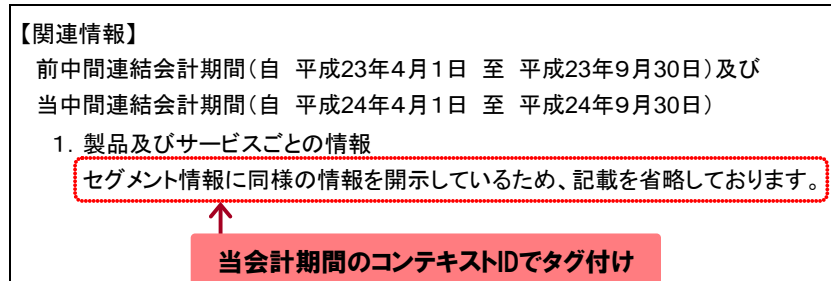 【関連情報】
前中間連結会計期間（自　平成23年４月１日　至　平成23年９月30日）及び
当中間連結会計期間（自　平成24年４月１日　至　平成24年９月30日）
１．製品及びサービスごとの情報
セグメント情報に同様の情報を開示しているため、記載を省略しております。
当会計期間のコンテキストIDでタグ付け